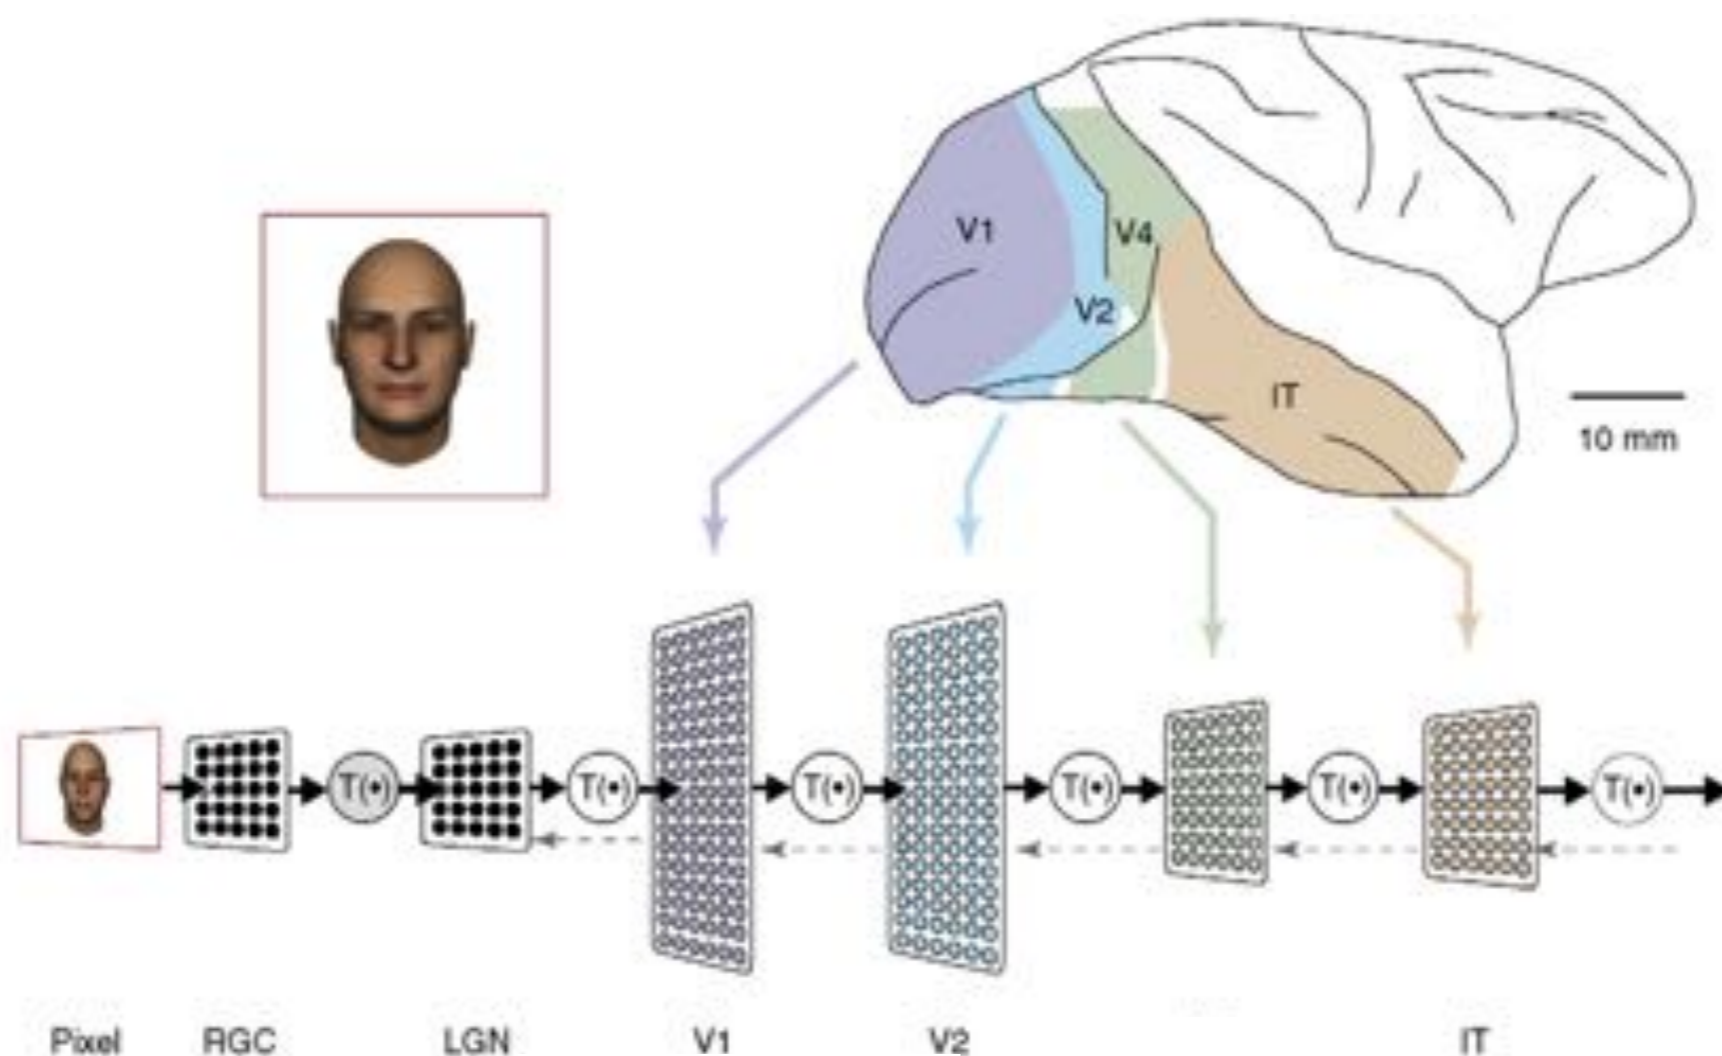 V1
V4
V2
IT
10 mm
T(•) T(•) T(•) T(•) T(•) T(•)
Pixel RGC LGN V1 V2 IT